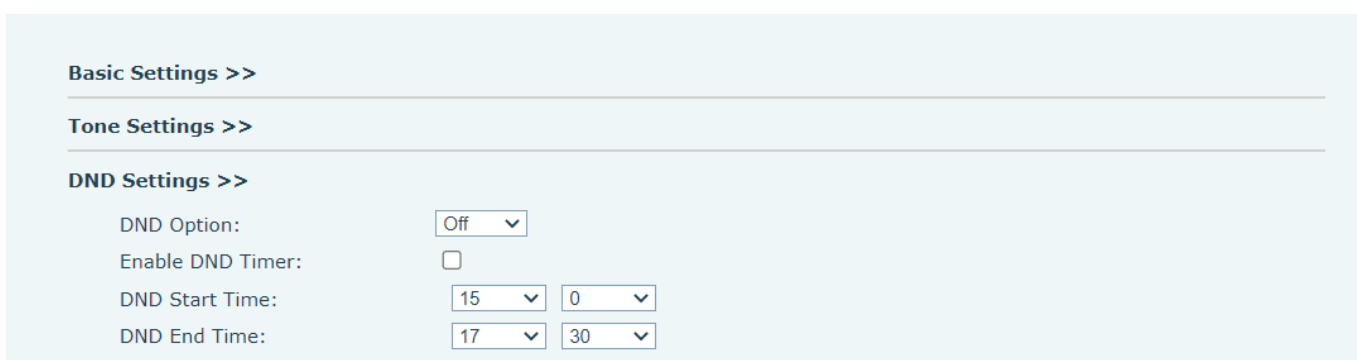 Basic Settings >>
Tone Settings >>
DND Settings >>
DND Option: Off
Enable DND Timer:
DND Start Time: 15 0
DND End Time: 17 30